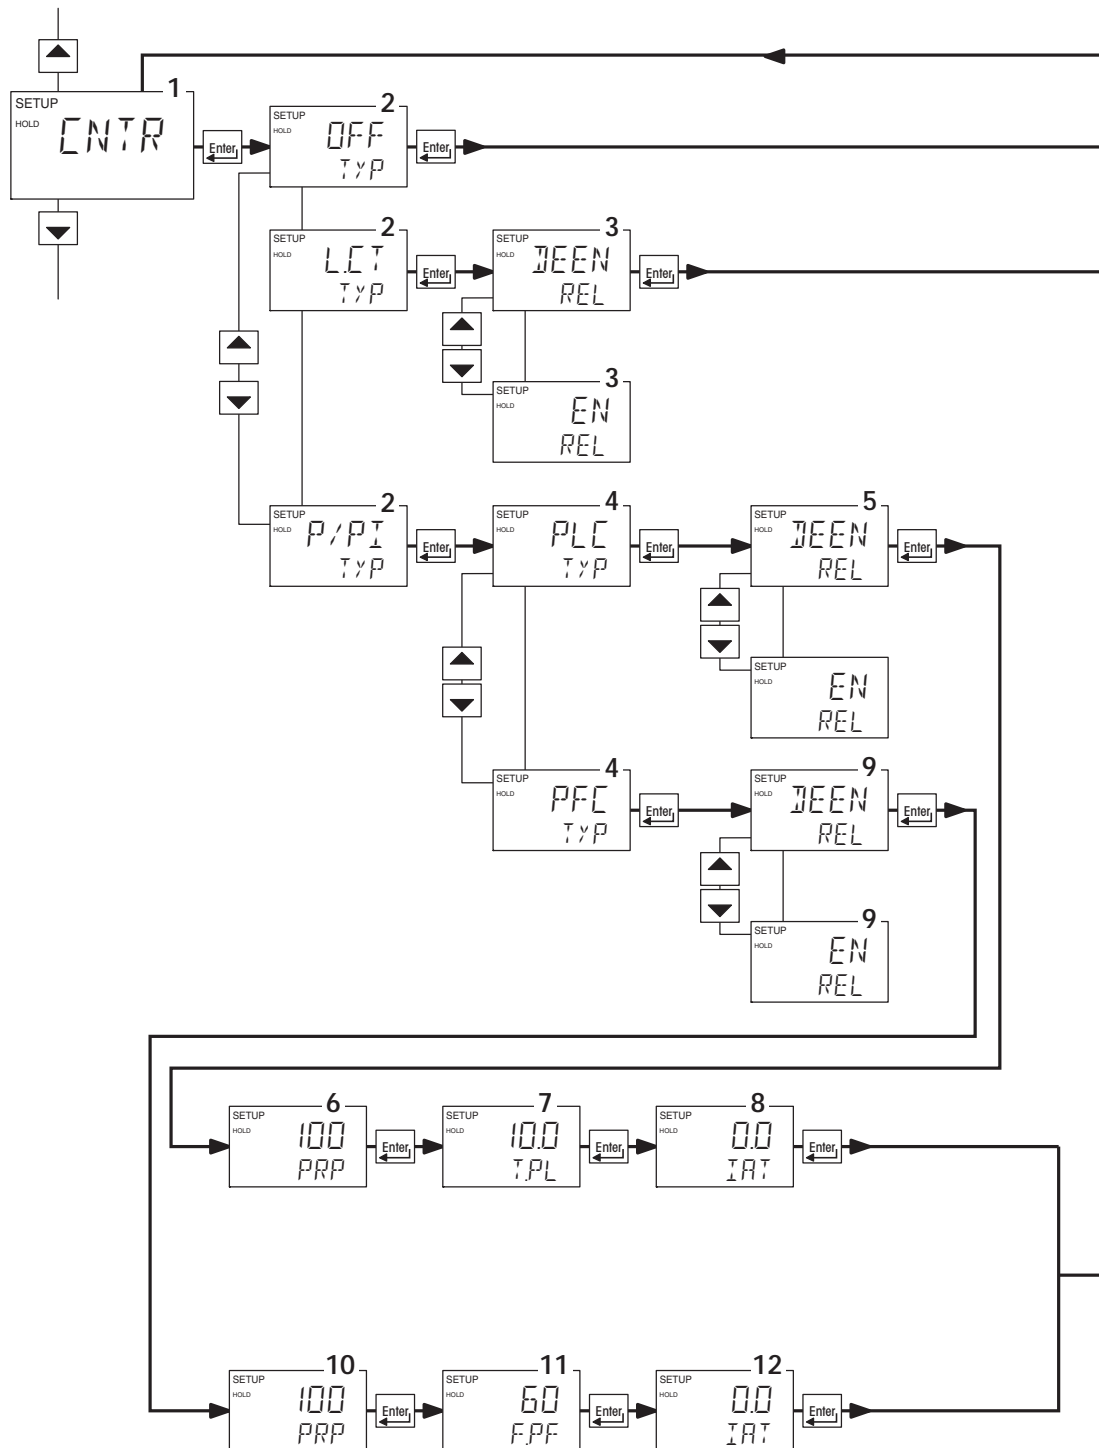 1
SETUP
HOLD
CNTR
Enter
2
SETUP
HOLD
OFF
TYP
Enter
2
SETUP
HOLD
L.CT
TYP
Enter
3
SETUP
HOLD
DEEN
REL
Enter
3
SETUP
HOLD
EN
REL
2
SETUP
HOLD
P/PI
TYP
Enter
4
SETUP
HOLD
PLC
TYP
Enter
5
SETUP
HOLD
DEEN
REL
Enter
SETUP
HOLD
EN
REL
4
SETUP
HOLD
PFC
TYP
Enter
9
SETUP
HOLD
DEEN
REL
Enter
9
SETUP
HOLD
EN
REL
6
SETUP
HOLD
100
PRP
Enter
7
SETUP
HOLD
10.0
T.PL
Enter
8
SETUP
HOLD
0.0
IAT
Enter
10
SETUP
HOLD
100
PRP
Enter
11
SETUP
HOLD
60
F.PF
Enter
12
SETUP
HOLD
0.0
IAT
Enter